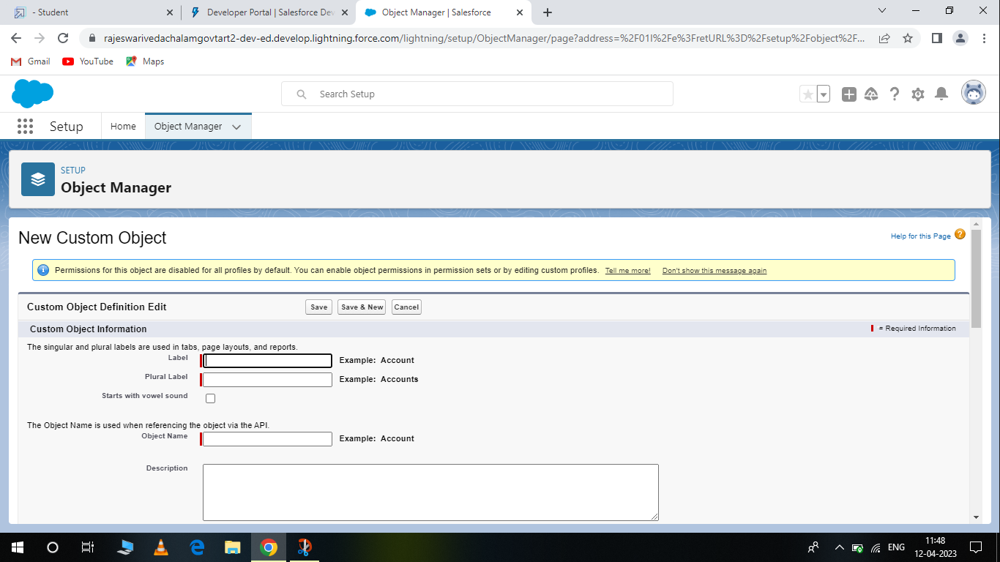 - Student
Developer Portal | Salesforce Dev
Object Manager | Salesforce
rajeswarivedachalamgovtart2-dev-ed.develop.lightning.force.com/lightning/setup/ObjectManager/page?address=%2F01I%2Fe%3FretURL%3D%2Fsetup%2Fobject%2F...
Gmail
YouTube
Maps
Search Setup
Setup
Home
Object Manager
SETUP
Object Manager
New Custom Object
Help for this Page
Permissions for this object are disabled for all profiles by default. You can enable object permissions in permission sets or by editing custom profiles. Tell me more! Don't show this message again
Custom Object Definition Edit
Save
Save & New
Cancel
Custom Object Information
= Required Information
The singular and plural labels are used in tabs, page layouts, and reports.
Label
Example: Account
Plural Label
Example: Accounts
Starts with vowel sound
The Object Name is used when referencing the object via the API.
Object Name
Example: Account
Description
ENG
11:48
12-04-2023